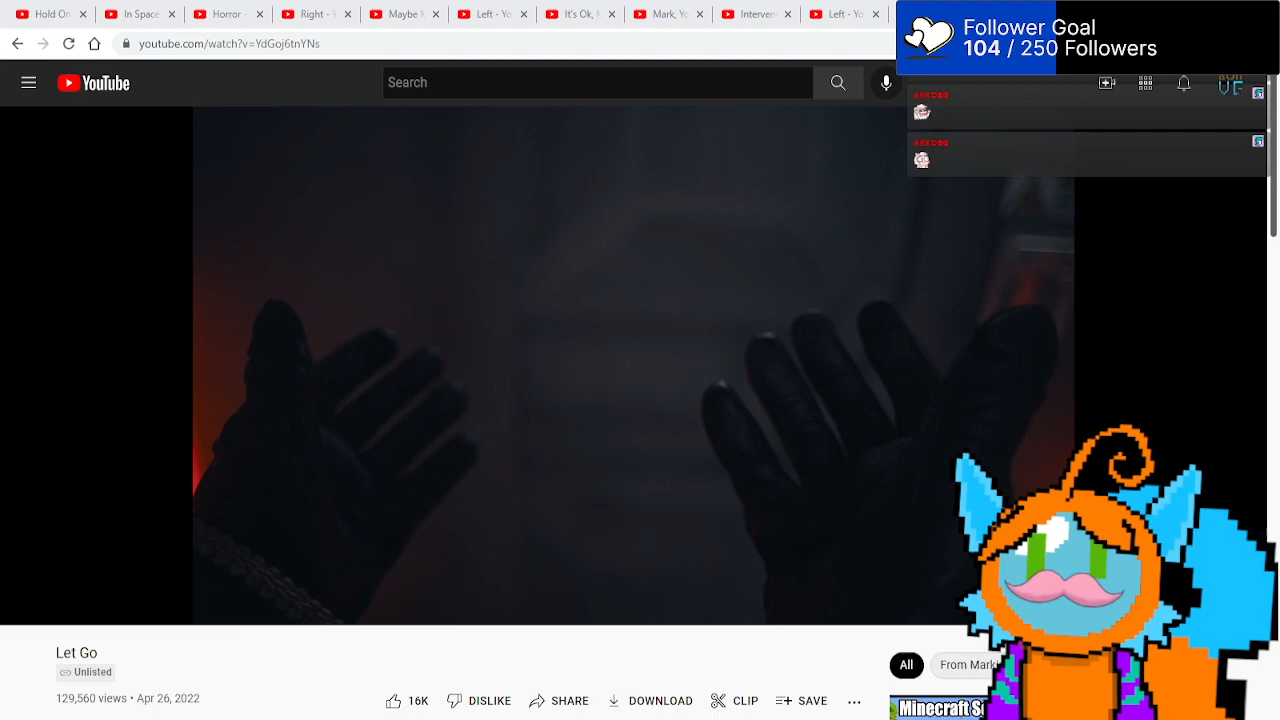 Hold On
In Space
Horror -
Right - Y
Maybe M
Left - Yo
It's Ok, M
Mark, Yo
Interven
Left - Yo
Follower Goal
104 / 250 Followers
youtube.com/watch?v=YdGoj6tnYNs
YouTube
Search
Let Go
Unlisted
129,560 views • Apr 26, 2022
16K
DISLIKE
SHARE
DOWNLOAD
CLIP
SAVE
All
From Mark
Minecraft S